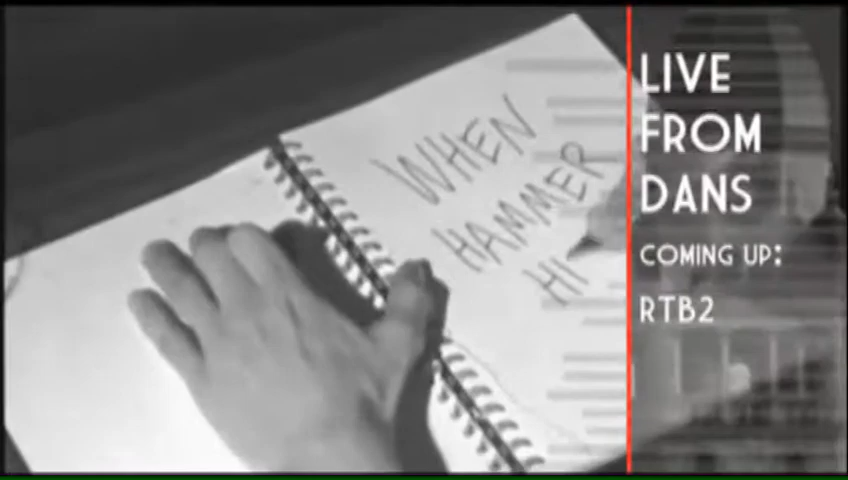 WHEN
HAMMER
HI
LIVE
FROM
DANS
COMING UP:
RTB2